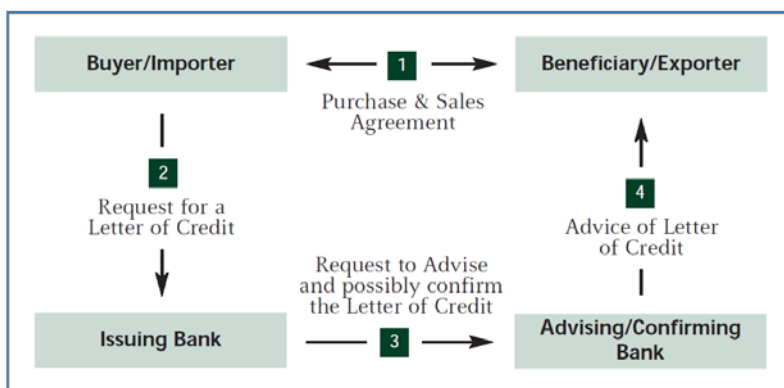 Buyer/Importer
1
Beneficiary/Exporter
Purchase & Sales
Agreement
2
Request for a
Letter of Credit
4
Advice of Letter
of Credit
Request to Advise
and possibly confirm
the Letter of Credit
Issuing Bank
3
Advising/Confirming
Bank